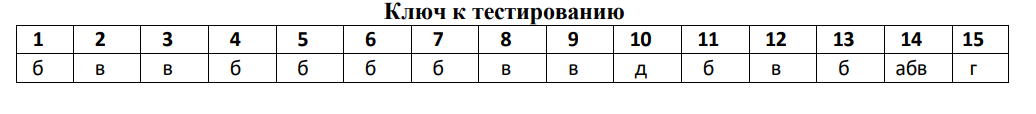 Ключ к тестированию
1 2 3 4 5 6 7 8 9 10 11 12 13 14 15
б в в б б б б в в д б в б абв г